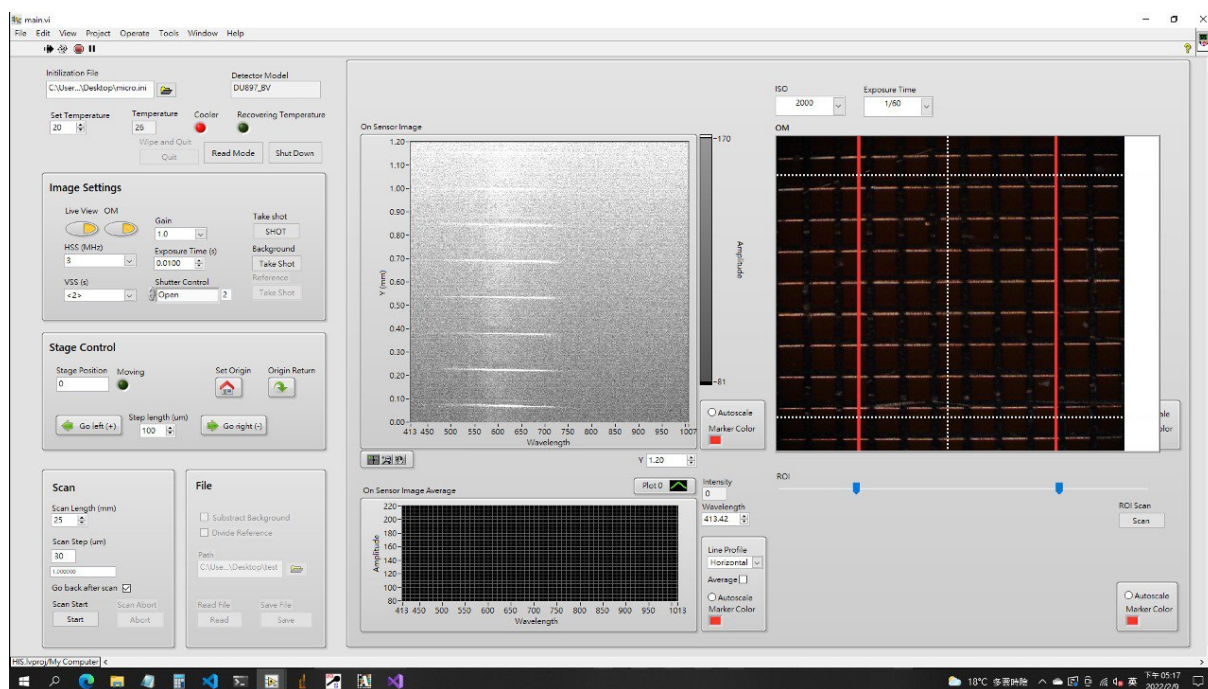 main.vi
File Edit View Project Operate Tools Window Help
Initilization File
C:\User...\Desktop\micro.ini
Detector Model
DU897_BV
Set Temperature
20
Temperature
26
Cooler
Recovering Temperature
Wipe and Quit
Quit
Read Mode
Shut Down
Image Settings
Live View OM
Gain
1.0
Take shot
SHOT
HSS (MHz)
3
Exposure Time (s)
0.0100
Background
Take Shot
VSS (s)
<2>
Shutter Control
Open 2
Reference
Take Shot
Stage Control
Stage Position
0
Moving
Set Origin
Origin Return
Go left (+)
Step length (um)
100
Go right (-)
Scan
Scan Length (mm)
25
Scan Step (um)
30
1.000000
Go back after scan
Scan Start
Start
Scan Abort
Abort
File
Substract Background
Divide Reference
Path
C:\Use...\Desktop\test
Read File
Read
Save File
Save
On Sensor Image
1.20
1.10
1.00
0.90
0.80
0.70
0.60
0.50
0.40
0.30
0.20
0.10
0.00
Y (mm)
413 450 500 550 600 650 700 750 800 850 900 950 1007
Wavelength
170
81
Amplitude
Autoscale
Marker Color
Y 1.20
On Sensor Image Average
Plot 0
220
200
180
160
140
120
100
80
Amplitude
413 450 500 550 600 650 700 750 800 850 900 950 1013
Wavelength
Intensity
0
Wavelength
413.42
Line Profile
Horizontal
Average
Autoscale
Marker Color
ISO
2000
Exposure Time
1/60
OM
ale
olor
ROI
ROI Scan
Scan
Autoscale
Marker Color
HIS.lvproj/My Computer
18°C 多雲時陰
英
下午 05:17
2022/2/9